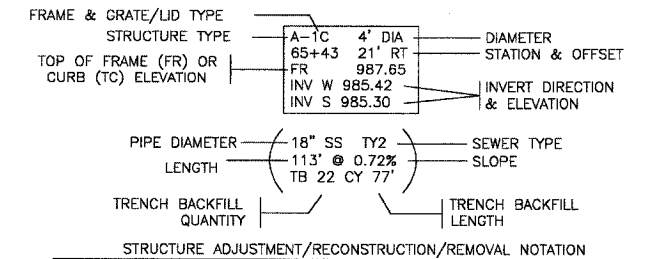 FRAME & GRATE/LID TYPE
STRUCTURE TYPE
A-1C 4' DIA
DIAMETER
65+43 21' RT
STATION & OFFSET
TOP OF FRAME (FR) OR
CURB (TC) ELEVATION
FR 987.65
INV W 985.42
INV S 985.30
INVERT DIRECTION
& ELEVATION
PIPE DIAMETER
18" SS TY2
SEWER TYPE
LENGTH
113' @ 0.72%
SLOPE
TB 22 CY 77'
TRENCH BACKFILL
QUANTITY
TRENCH BACKFILL
LENGTH
STRUCTURE ADJUSTMENT/RECONSTRUCTION/REMOVAL NOTATION